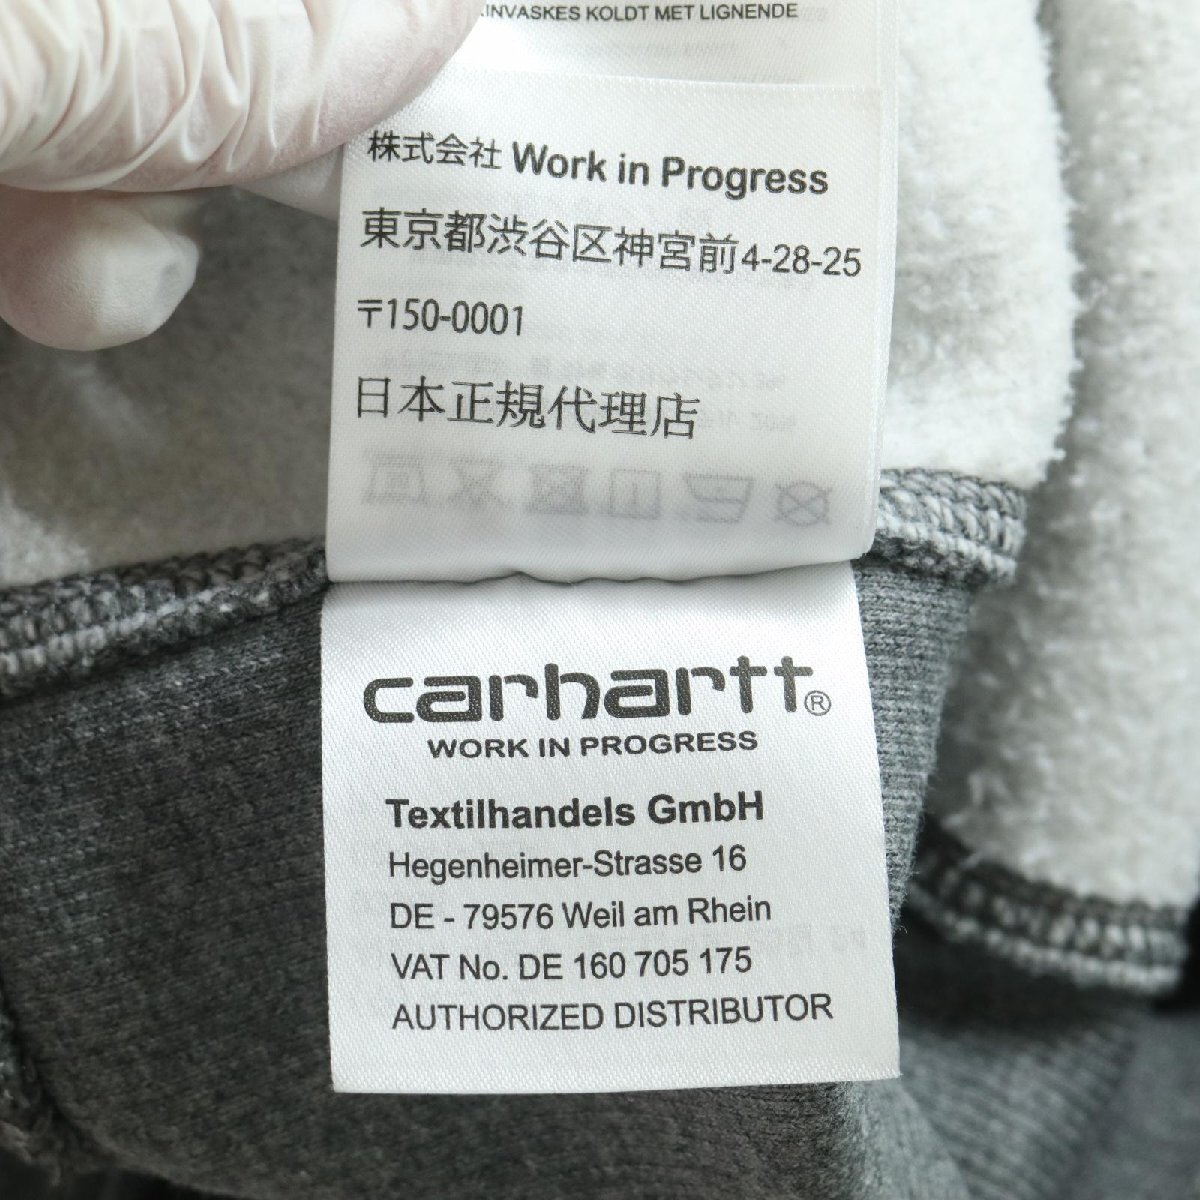 MET LIGNENDE
株式会社 Work in Progress
東京都渋谷区神宮前4-28-25
〒150-0001
日本正規代理店
carhartt®
WORK IN PROGRESS
Textilhandels GmbH
Hegenheimer-Strasse 16
DE - 79576 Weil am Rhein
VAT No. DE 160 705 175
AUTHORIZED DISTRIBUTOR